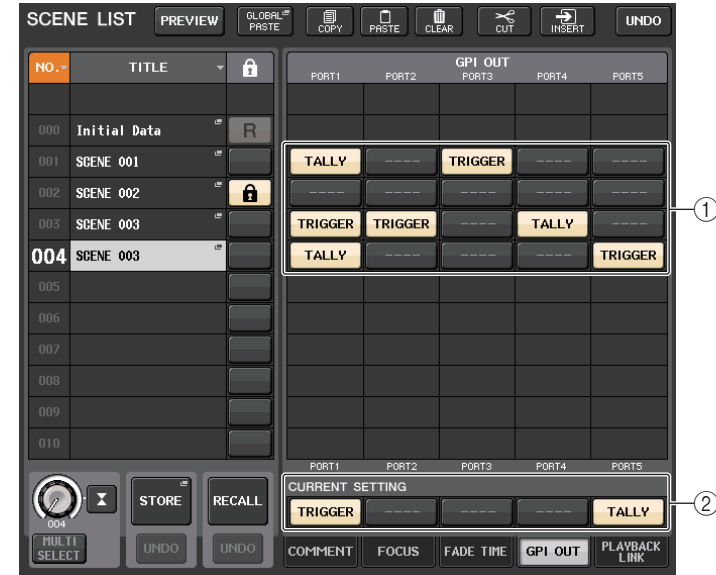 SCENE LIST PREVIEW GLOBAL PASTE COPY PASTE CLEAR CUT INSERT UNDO
NO. TITLE
GPI OUT
PORT1 PORT2 PORT3 PORT4 PORT5
000 Initial Data R
001 SCENE 001 TALLY ---- TRIGGER ---- ----
002 SCENE 002 ---- ---- ---- ---- ----
003 SCENE 003 TRIGGER TRIGGER ---- TALLY ----
004 SCENE 003 TALLY ---- ---- ---- TRIGGER
①
005
006
007
008
009
010
PORT1 PORT2 PORT3 PORT4 PORT5
CURRENT SETTING
TRIGGER ---- ---- ---- TALLY
②
004
STORE RECALL
MULTI SELECT UNDO UNDO
COMMENT FOCUS FADE TIME GPI OUT PLAYBACK LINK